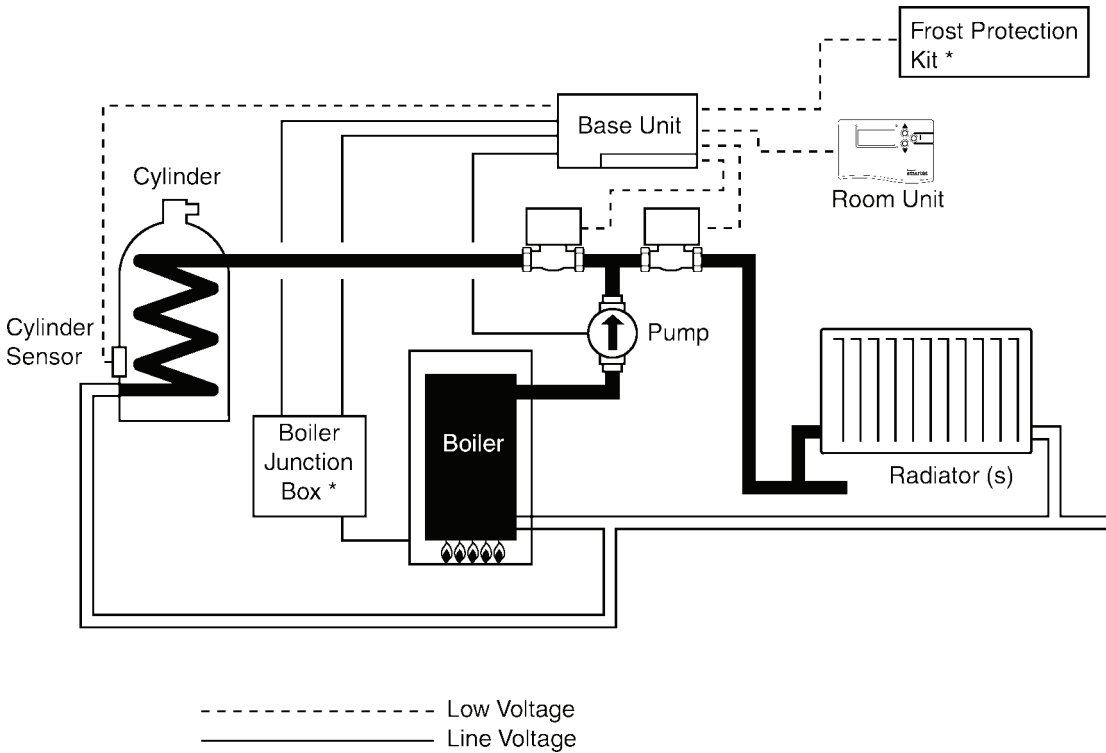 Frost Protection
Kit *
Base Unit
Cylinder
Room Unit
Cylinder
Sensor
Pump
Boiler
Junction
Box *
Boiler
Radiator (s)
Low Voltage
Line Voltage